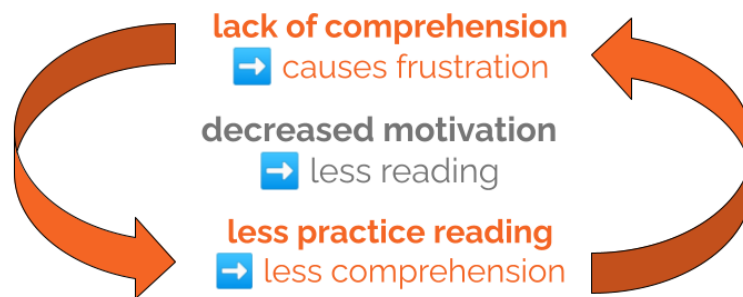 lack of comprehension
➡️ causes frustration
decreased motivation
➡️ less reading
less practice reading
➡️ less comprehension